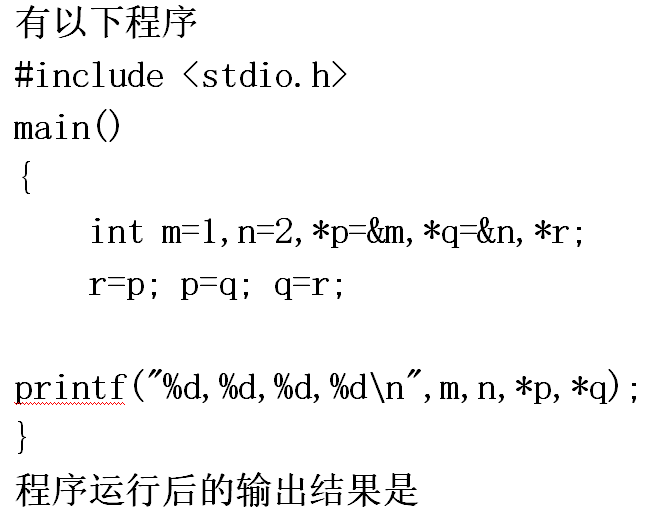 有以下程序
#include <stdio.h>
main()
{
int m=1,n=2,*p=&m,*q=&n,*r;
r=p; p=q; q=r;
printf("%d,%d,%d,%d\n",m,n,*p,*q);
}
程序运行后的输出结果是